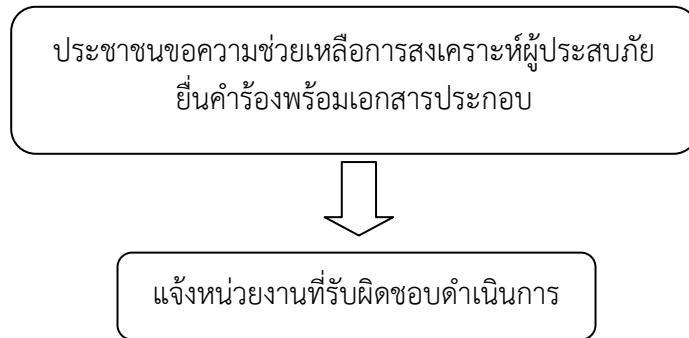 ประชาชนขอความช่วยเหลือการสงเคราะห์ผู้ประสบภัย
ยื่นคำร้องพร้อมเอกสารประกอบ
แจ้งหน่วยงานที่รับผิดชอบดำเนินการ